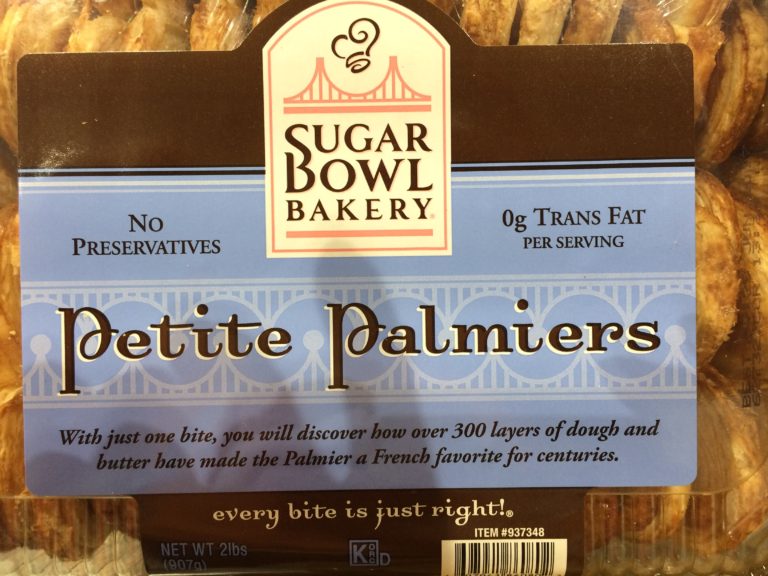 SUGAR
BOWL
BAKERY®
NO
PRESERVATIVES
0g TRANS FAT
PER SERVING
Petite Palmiers
With just one bite, you will discover how over 300 layers of dough and
butter have made the Palmier a French favorite for centuries.
every bite is just right!®
ITEM #937348
NET WT 2lbs
(907g)
K ORC D